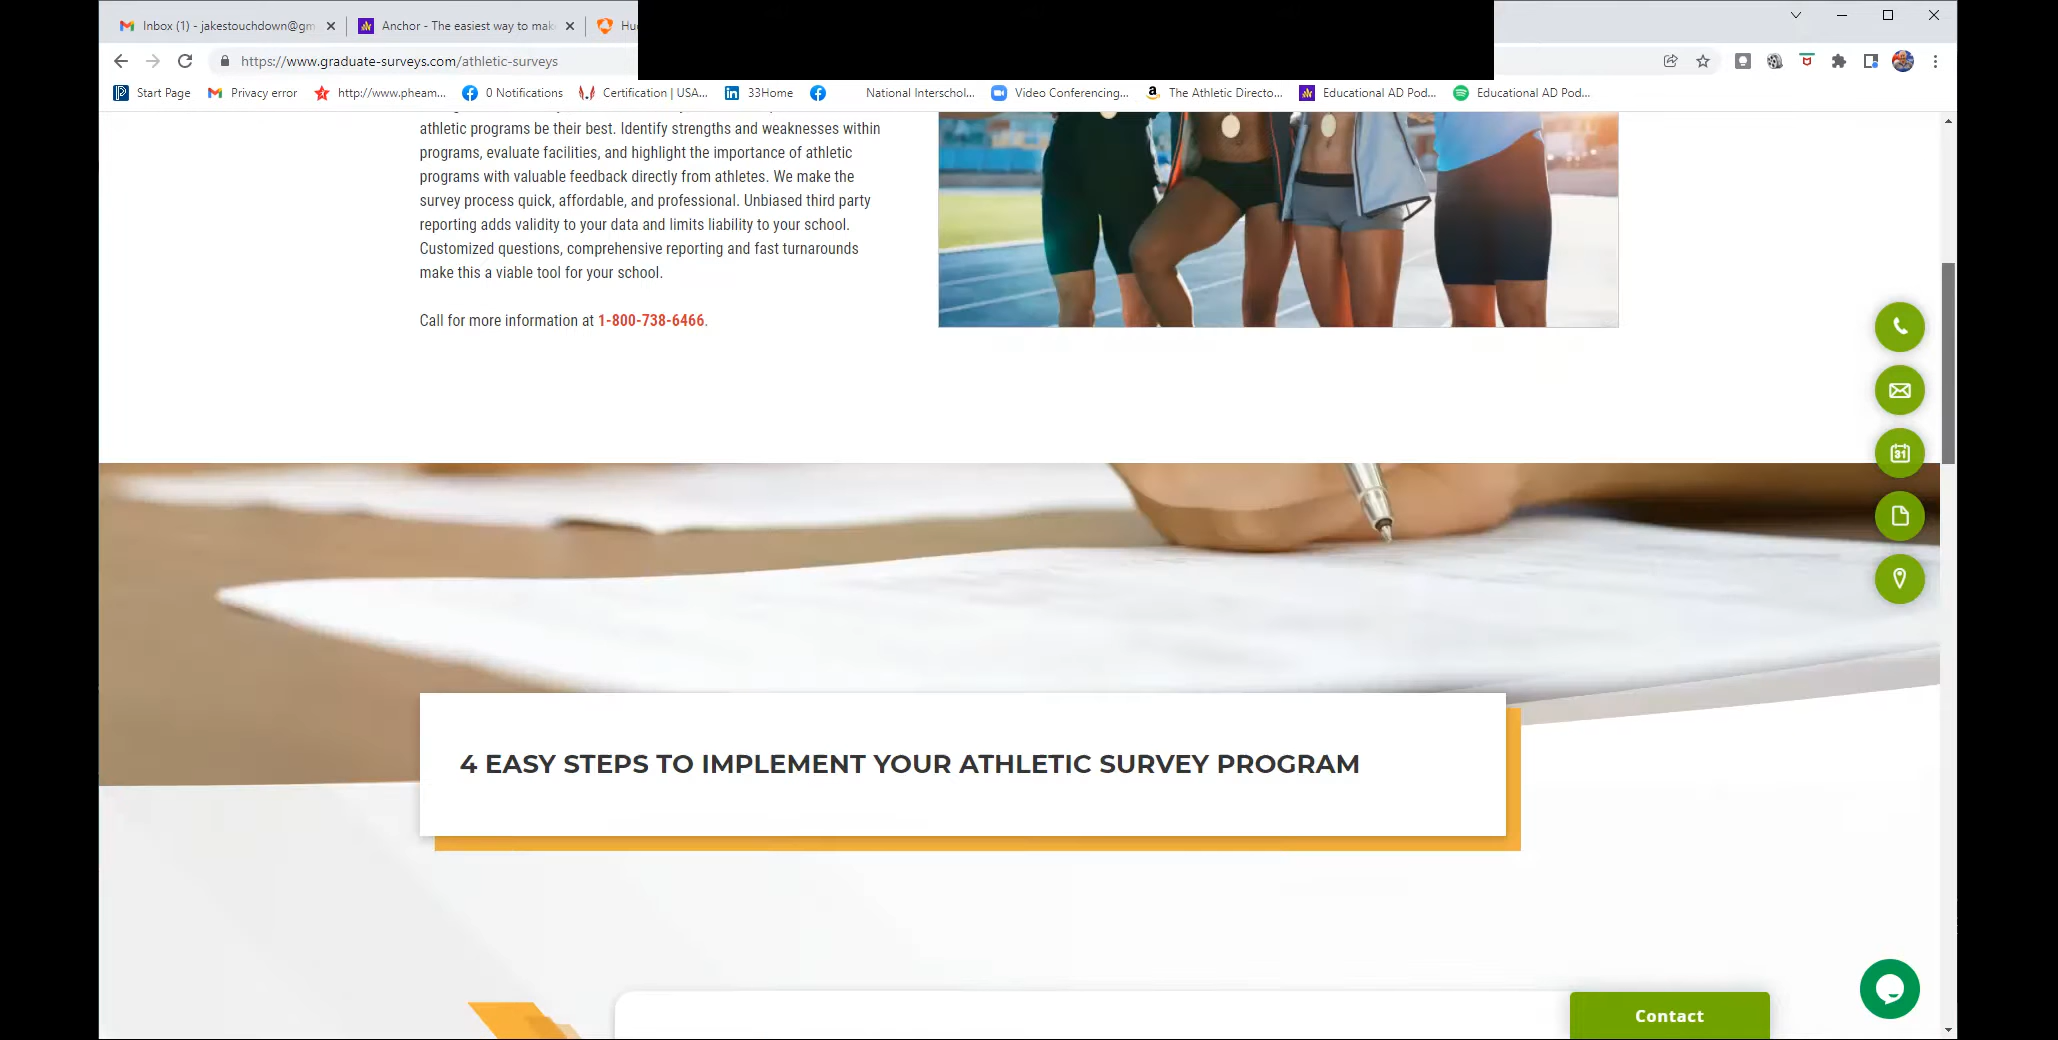 Inbox (1) - jakestouchdown@gm
Anchor - The easiest way to mak
https://www.graduate-surveys.com/athletic-surveys
Start Page
Privacy error
http://www.pheam...
0 Notifications
Certification | USA...
33Home
National Interschol...
Video Conferencing...
The Athletic Directo...
Educational AD Pod...
Educational AD Pod...
athletic programs be their best. Identify strengths and weaknesses within
programs, evaluate facilities, and highlight the importance of athletic
programs with valuable feedback directly from athletes. We make the
survey process quick, affordable, and professional. Unbiased third party
reporting adds validity to your data and limits liability to your school.
Customized questions, comprehensive reporting and fast turnarounds
make this a viable tool for your school.
Call for more information at 1-800-738-6466.
31
4 EASY STEPS TO IMPLEMENT YOUR ATHLETIC SURVEY PROGRAM
Contact